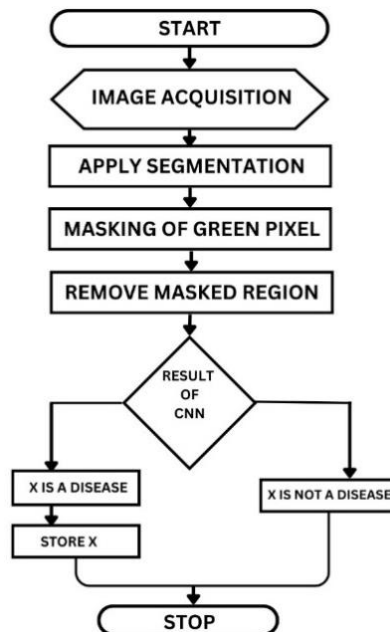 START
IMAGE ACQUISITION
APPLY SEGMENTATION
MASKING OF GREEN PIXEL
REMOVE MASKED REGION
RESULT
OF
CNN
X IS A DISEASE
X IS NOT A DISEASE
STORE X
STOP